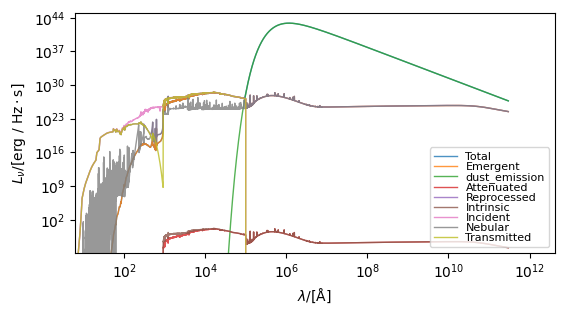 10^44
10^37
10^30
10^23
10^16
10^9
10^2
L_ν/[erg / Hz · s]
Total
Emergent
dust_emission
Attenuated
Reprocessed
Intrinsic
Incident
Nebular
Transmitted
10^2 10^4 10^6 10^8 10^10 10^12
λ/[Å]